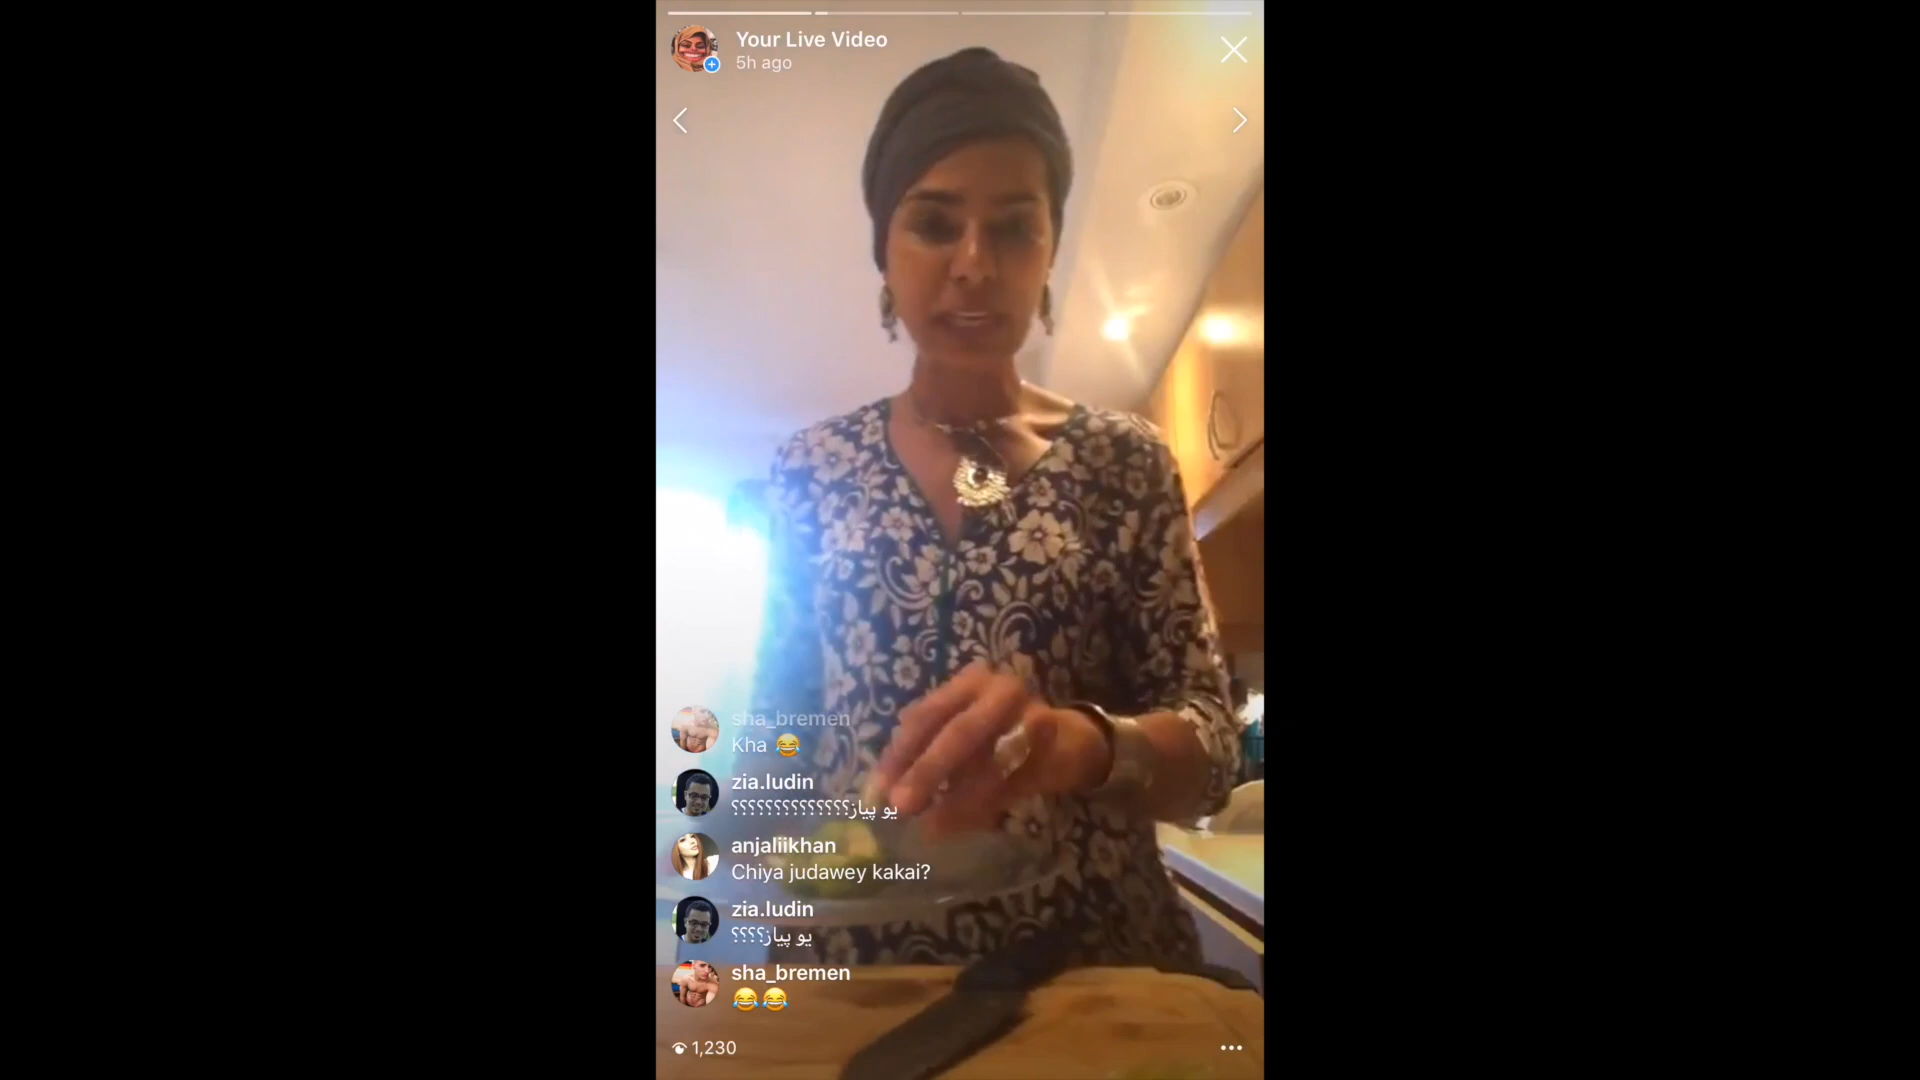 Your Live Video
5h ago
sha_bremen
Kha 😂
zia.ludin
یو پیاز؟؟؟؟؟؟؟؟؟؟؟؟؟؟
anjaliikhan
Chiya judawey kakai?
zia.ludin
یو پیاز؟؟؟؟
sha_bremen
😂😂
1,230